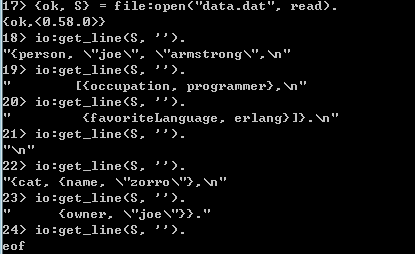 17> {ok, S} = file:open("data.dat", read).
{ok,<0.58.0>}
18> io:get_line(S, '').
"{person, \"joe\", \"armstrong\",\n"
19> io:get_line(S, '').
"        [{occupation, programmer},\n"
20> io:get_line(S, '').
"         {favoriteLanguage, erlang}]}.\n"
21> io:get_line(S, '').
"\n"
22> io:get_line(S, '').
"{cat, {name, \"zorro\"},\n"
23> io:get_line(S, '').
"      {owner, \"joe\"}}."
24> io:get_line(S, '').
eof